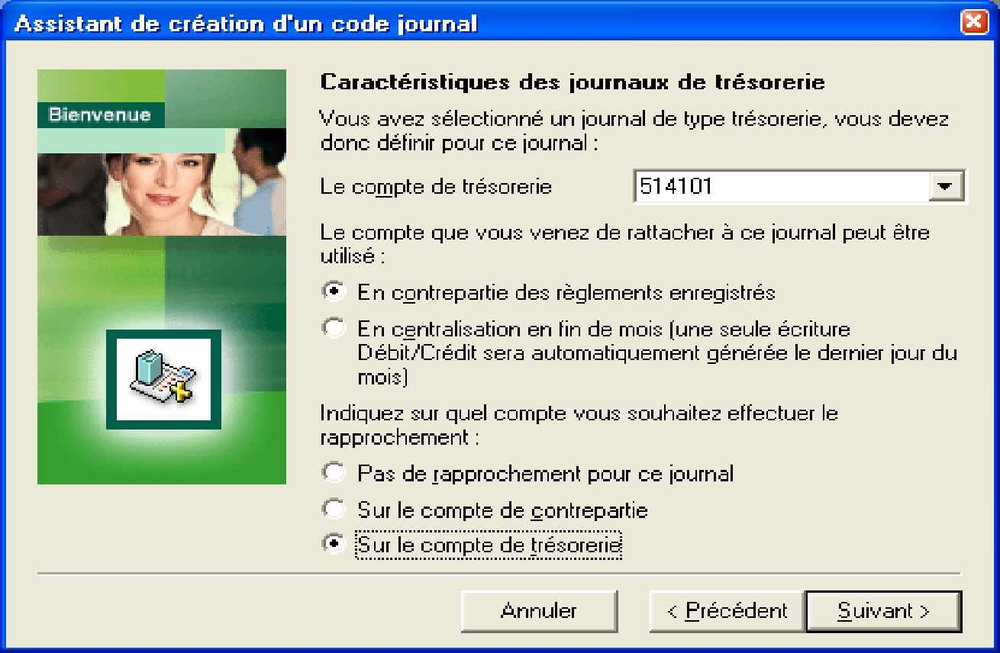 Assistant de création d'un code journal
Bienvenue
Caractéristiques des journaux de trésorerie
Vous avez sélectionné un journal de type trésorerie, vous devez
donc définir pour ce journal :
Le compte de trésorerie 514101
Le compte que vous venez de rattacher à ce journal peut être
utilisé :
En contrepartie des règlements enregistrés
En centralisation en fin de mois (une seule écriture
Débit/Crédit sera automatiquement générée le dernier jour du
mois)
Indiquez sur quel compte vous souhaitez effectuer le
rapprochement :
Pas de rapprochement pour ce journal
Sur le compte de contrepartie
Sur le compte de trésorerie
Annuler < Précédent Suivant >